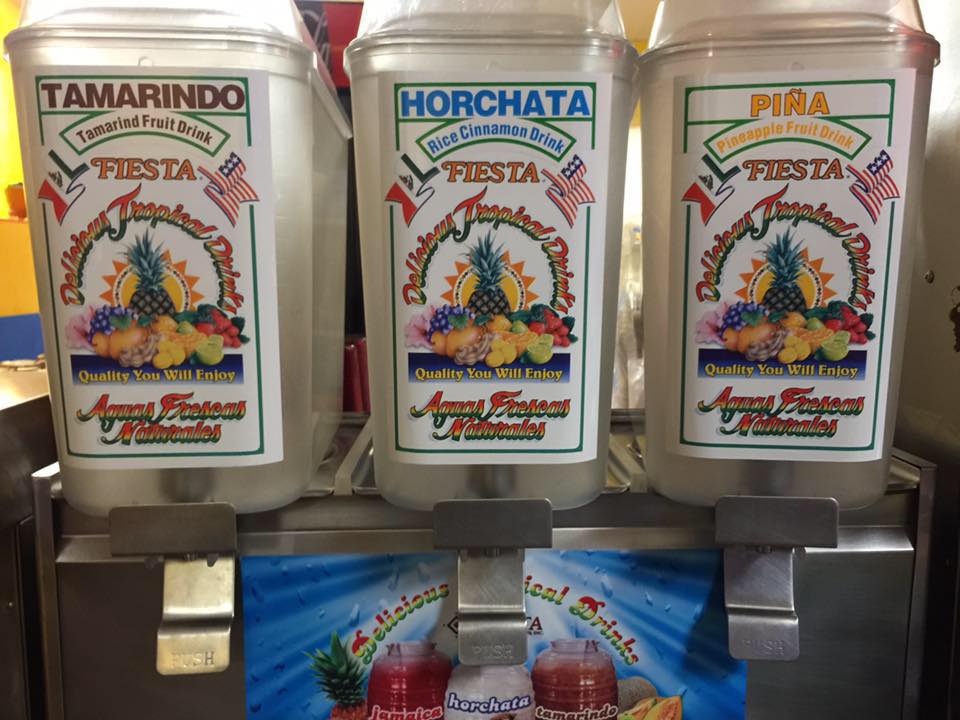 TAMARINDO
Tamarind Fruit Drink
FIESTA
Delicious Tropical Drinks
Quality You Will Enjoy
Aguas Frescas
Naturales
HORCHATA
Rice Cinnamon Drink
FIESTA
Delicious Tropical Drinks
Quality You Will Enjoy
Aguas Frescas
Naturales
PIÑA
Pineapple Fruit Drink
FIESTA
Delicious Tropical Drinks
Quality You Will Enjoy
Aguas Frescas
Naturales
PUSH
PUSH
PUSH
Delicious ical Drinks
TA
jamaica
horchata
tamarindo